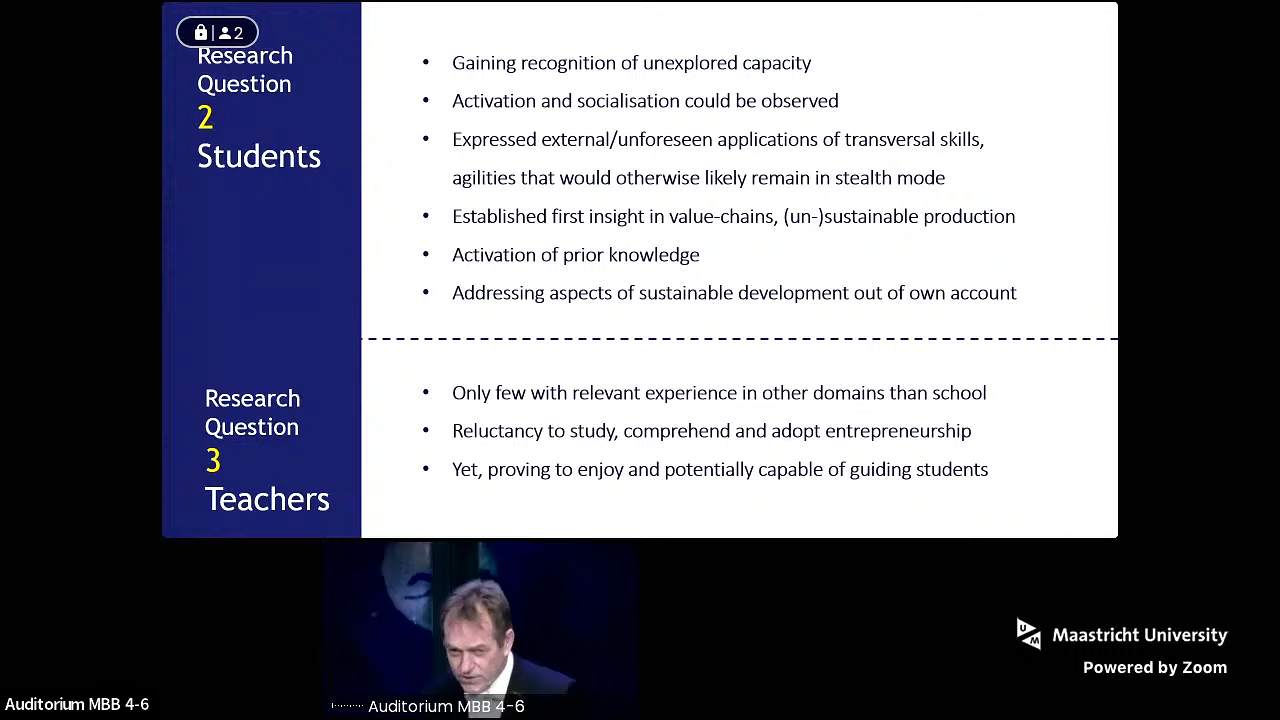 2
Research
Question
2
Students
• Gaining recognition of unexplored capacity
• Activation and socialisation could be observed
• Expressed external/unforeseen applications of transversal skills,
agilities that would otherwise likely remain in stealth mode
• Established first insight in value-chains, (un-)sustainable production
• Activation of prior knowledge
• Addressing aspects of sustainable development out of own account
Research
Question
3
Teachers
• Only few with relevant experience in other domains than school
• Reluctancy to study, comprehend and adopt entrepreneurship
• Yet, proving to enjoy and potentially capable of guiding students
UM
Maastricht University
Powered by Zoom
Auditorium MBB 4-6
Auditorium MBB 4-6